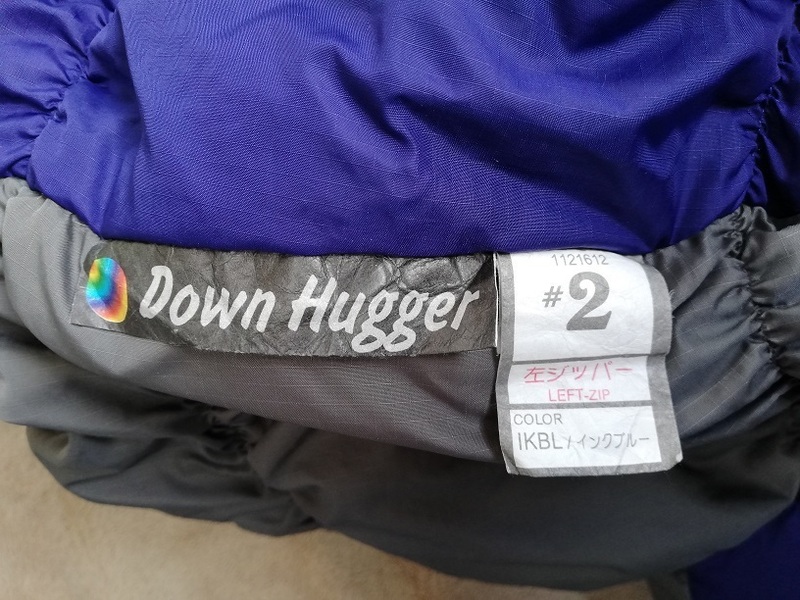 Down Hugger
1121612
#2
左ジッパー
LEFT-ZIP
COLOR
IKBL/インクブルー